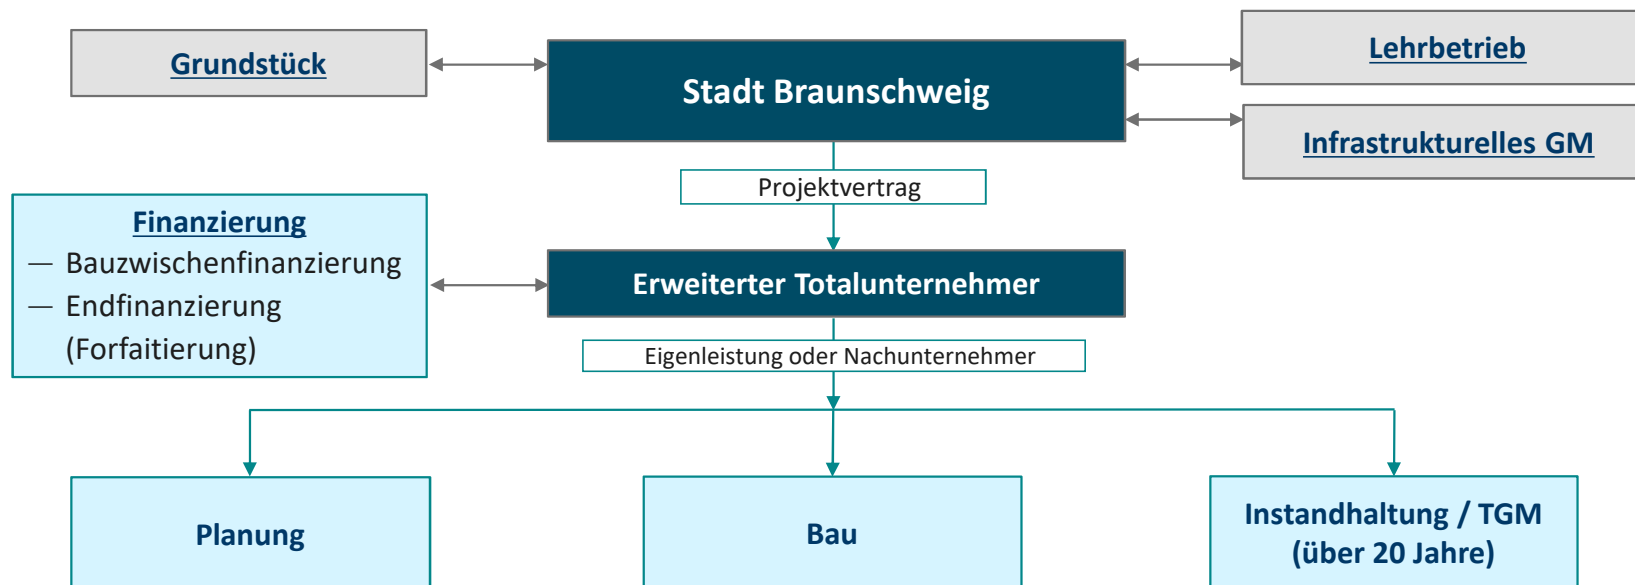 Grundstück
Stadt Braunschweig
Lehrbetrieb
Infrastrukturelles GM
Projektvertrag
Finanzierung
— Bauzwischenfinanzierung
— Endfinanzierung
(Forfaitierung)
Erweiterter Totalunternehmer
Eigenleistung oder Nachunternehmer
Planung
Bau
Instandhaltung / TGM
(über 20 Jahre)